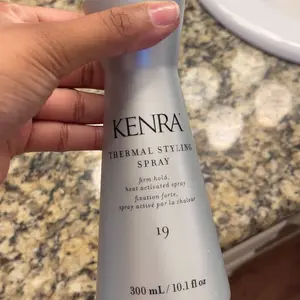 KENRA
THERMAL STYLING
SPRAY
firm hold,
heat activated spray
fixation forte,
spray activé par la chaleur
19
300 mL / 10.1 fl oz